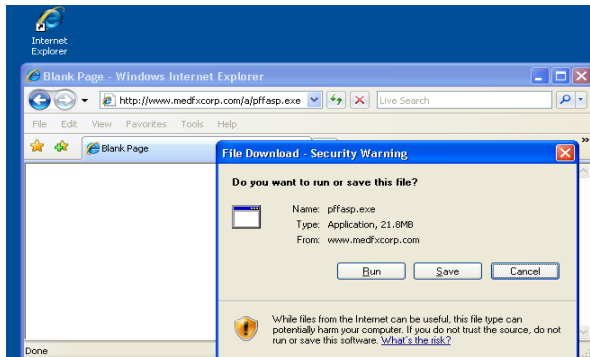 Internet
Explorer
Blank Page - Windows Internet Explorer
http://www.medfxcorp.com/a/pffasp.exe
Live Search
File Edit View Favorites Tools Help
Blank Page
»
File Download - Security Warning
Do you want to run or save this file?
Name: pffasp.exe
Type: Application, 21.8MB
From: www.medfxcorp.com
Run Save Cancel
While files from the Internet can be useful, this file type can
potentially harm your computer. If you do not trust the source, do not
run or save this software. What's the risk?
Done